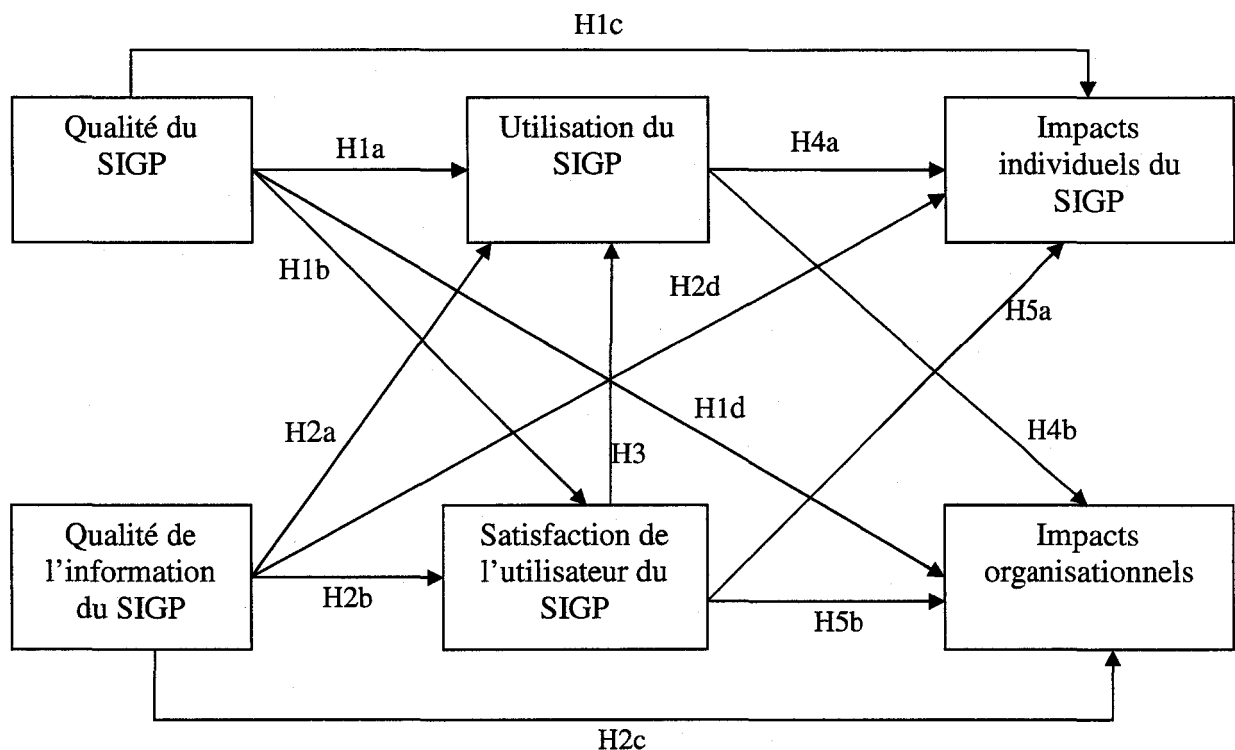 H1c
Qualité du
SIGP
H1a
Utilisation du
SIGP
H4a
Impacts
individuels du
SIGP
H1b
H2d
H5a
H2a
H3
H1d
H4b
Qualité de
l'information
du SIGP
H2b
Satisfaction de
l'utilisateur du
SIGP
H5b
Impacts
organisationnels
H2c